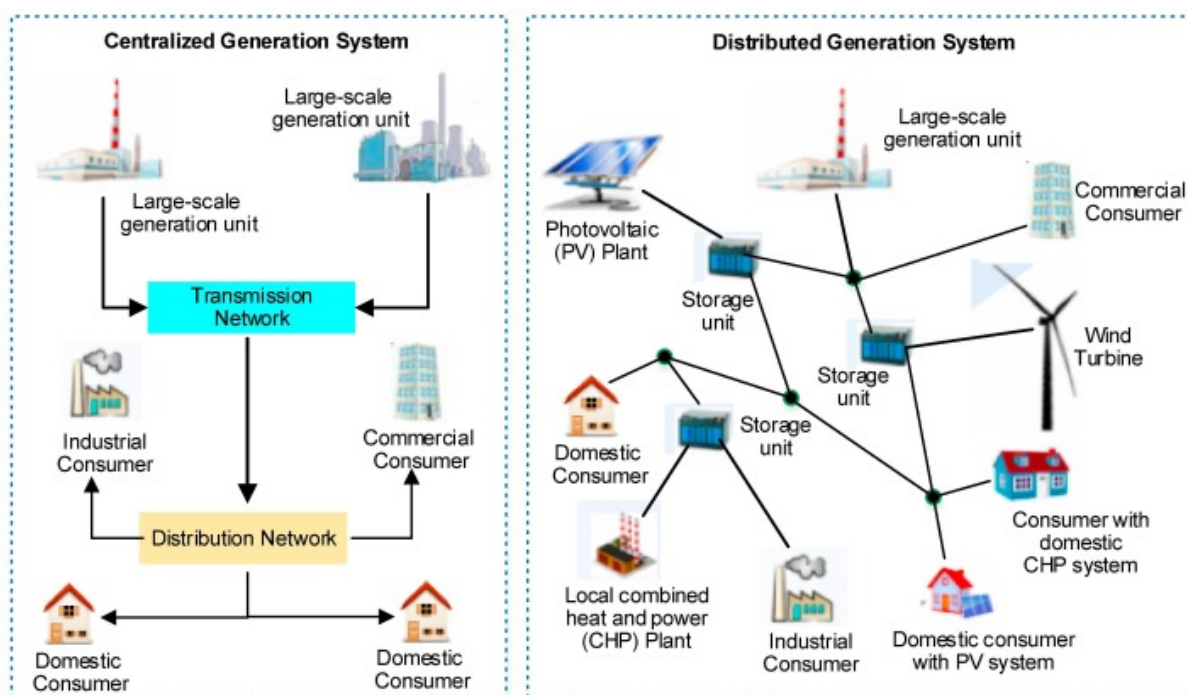 Centralized Generation System
Large-scale
generation unit
Large-scale
generation unit
Transmission
Network
Industrial
Consumer
Commercial
Consumer
Distribution Network
Domestic
Consumer
Domestic
Consumer
Distributed Generation System
Large-scale
generation unit
Commercial
Consumer
Photovoltaic
(PV) Plant
Storage
unit
Wind
Turbine
Storage
unit
Storage
unit
Domestic
Consumer
Consumer with
domestic
CHP system
Local combined
heat and power
(CHP) Plant
Industrial
Consumer
Domestic consumer
with PV system